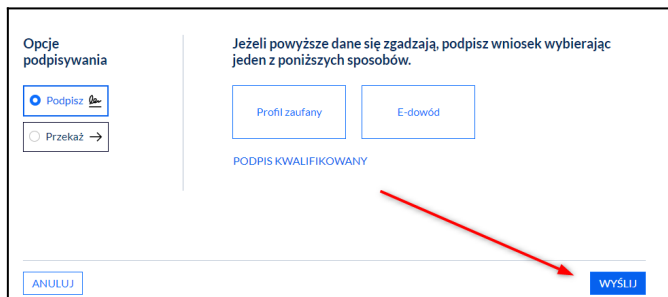 Opcje
podpisywania
Podpisz
Przekaż →
Jeżeli powyższe dane się zgadzają, podpisz wniosek wybierając
jeden z poniższych sposobów.
Profil zaufany
E-dowód
PODPIS KWALIFIKOWANY
ANULUJ
WYŚLIJ